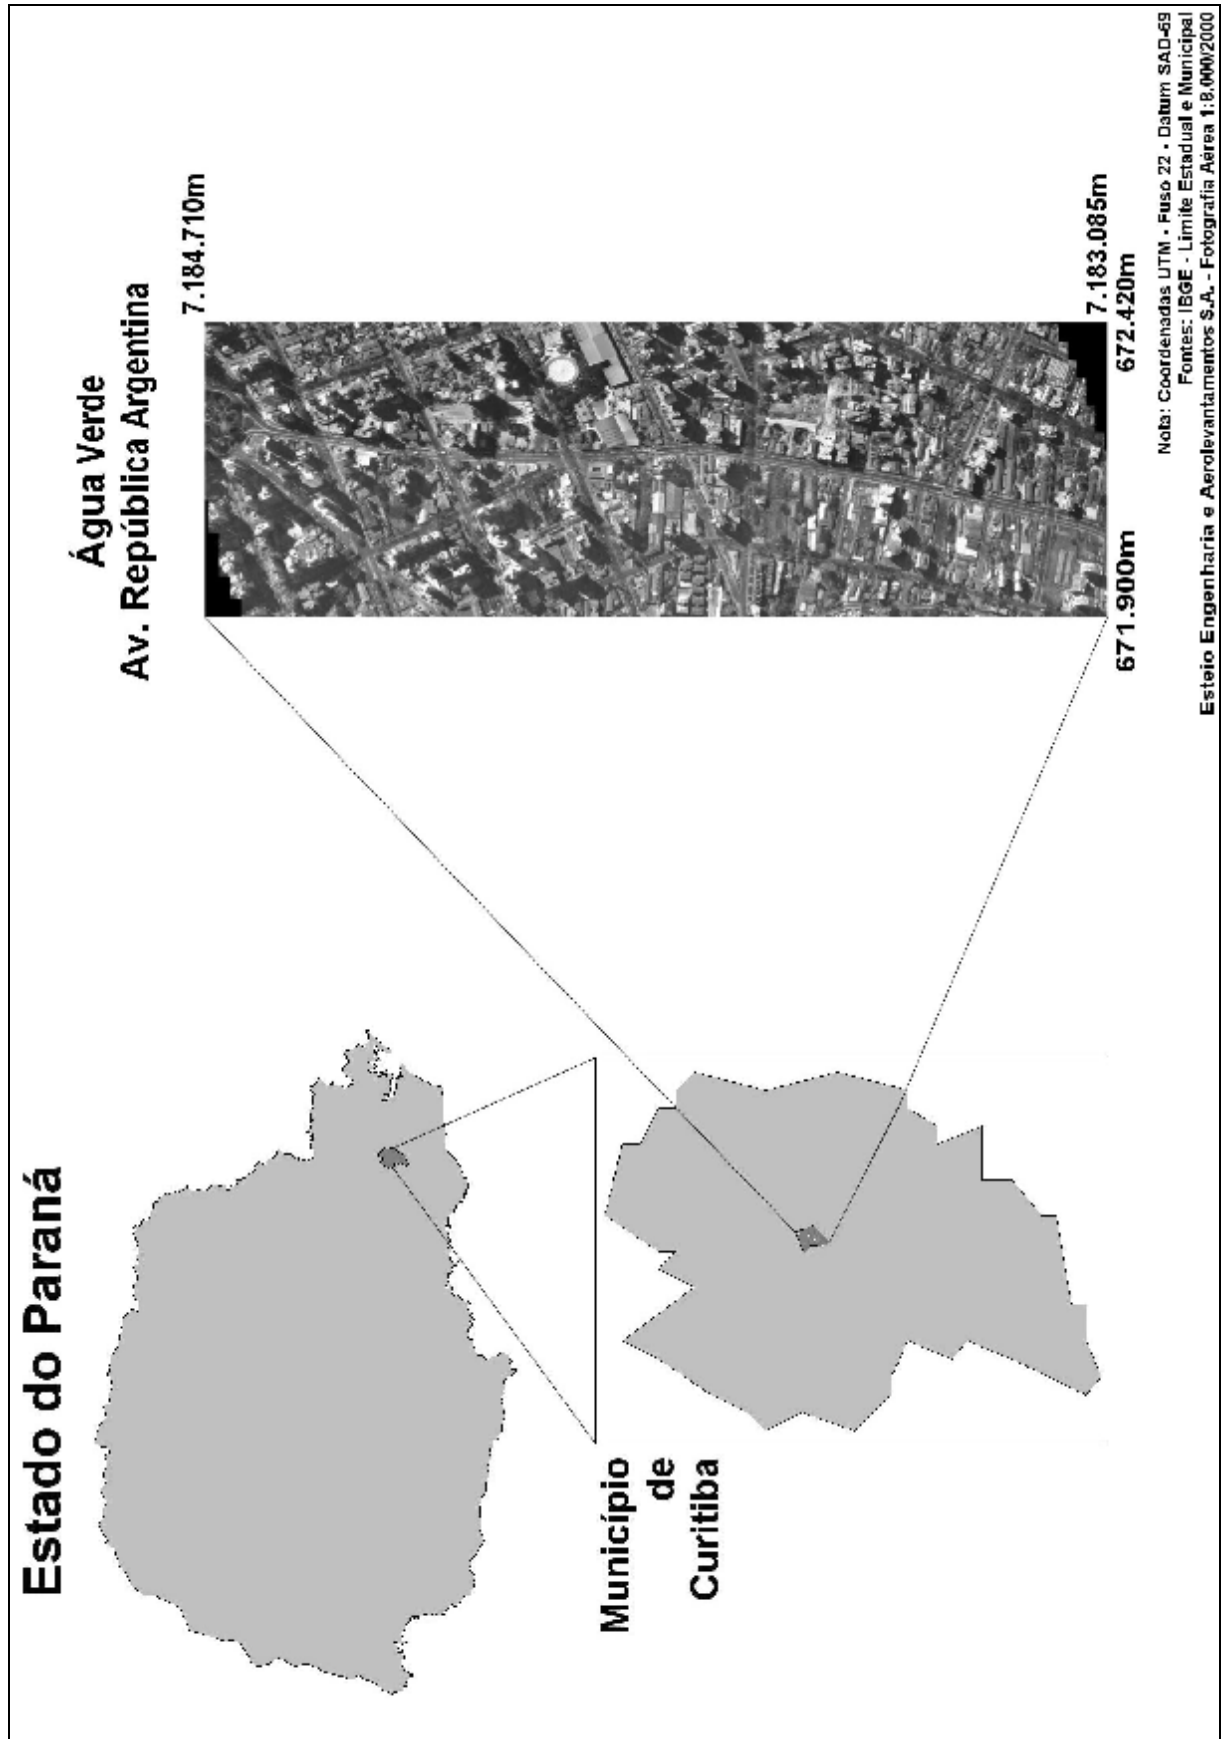 Estado do Paraná
Água Verde
Av. República Argentina
7.184.710m
7.183.085m
671.900m
672.420m
Município
de
Curitiba
Nota: Coordenadas UTM - Fuso 22 - Datum SAD-69
Fontes: IBGE - Limite Estadual e Municipal
Esteio Engenharia e Aerolevantamentos S.A. - Fotografia Aérea 1:8.000/2000